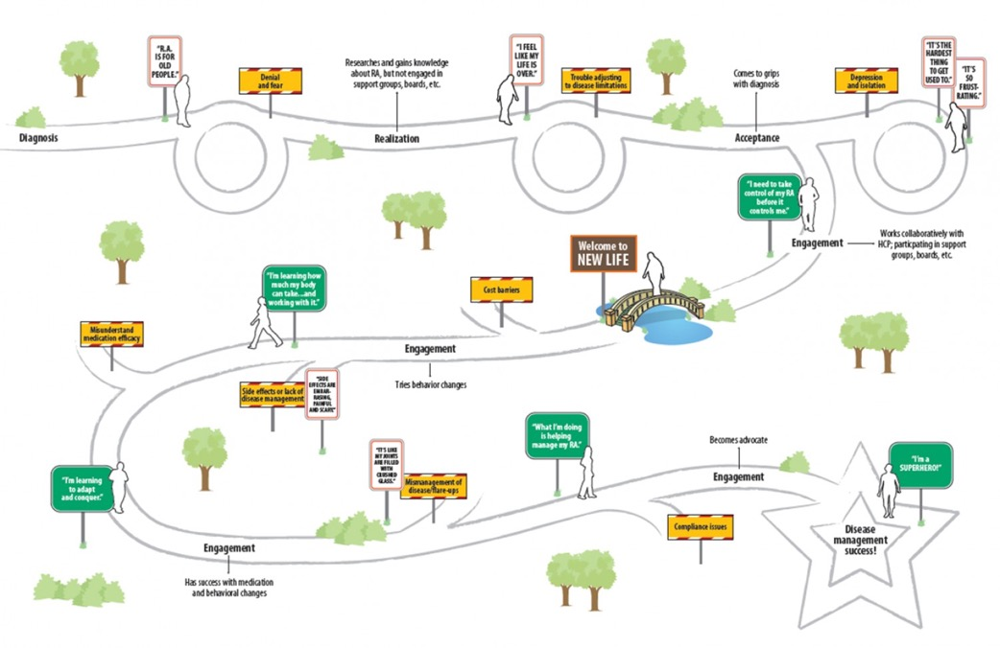 "R.A.
IS FOR
OLD
PEOPLE."
Denial
and fear
Researches and gains knowledge
about RA, but not engaged in
support groups, boards, etc.
"I FEEL
LIKE MY
LIFE IS
OVER."
Trouble adjusting
to disease limitations
Comes to grips
with diagnosis
Depression
and isolation
"IT'S THE
HARDEST
THING
TO GET
USED TO."
"IT'S
SO
FRUST-
RATING."
Diagnosis
Realization
Acceptance
"I need to take
control of my RA
before it
controls me."
Engagement
Works collaboratively with
HCP; particpating in support
groups, boards, etc.
Welcome to
NEW LIFE
"I'm learning how
much my body
can take...and
working with it."
Cost barriers
Misunderstand
medication efficacy
Engagement
Tries behavior changes
Side effects or lack of
disease management
"SIDE
EFFECTS ARE
EMBAR-
RASSING,
PAINFUL
AND SCARY."
"IT'S LIKE
MY JOINTS
ARE FILLED
WITH
CRUSHED
GLASS."
Mismanagement of
disease/flare-ups
"What I'm doing
is helping
manage my RA."
Becomes advocate
Engagement
"I'm a
SUPERHERO!"
"I'm learning
to adapt
and conquer."
Compliance issues
Disease
management
success!
Engagement
Has success with medication
and behavioral changes